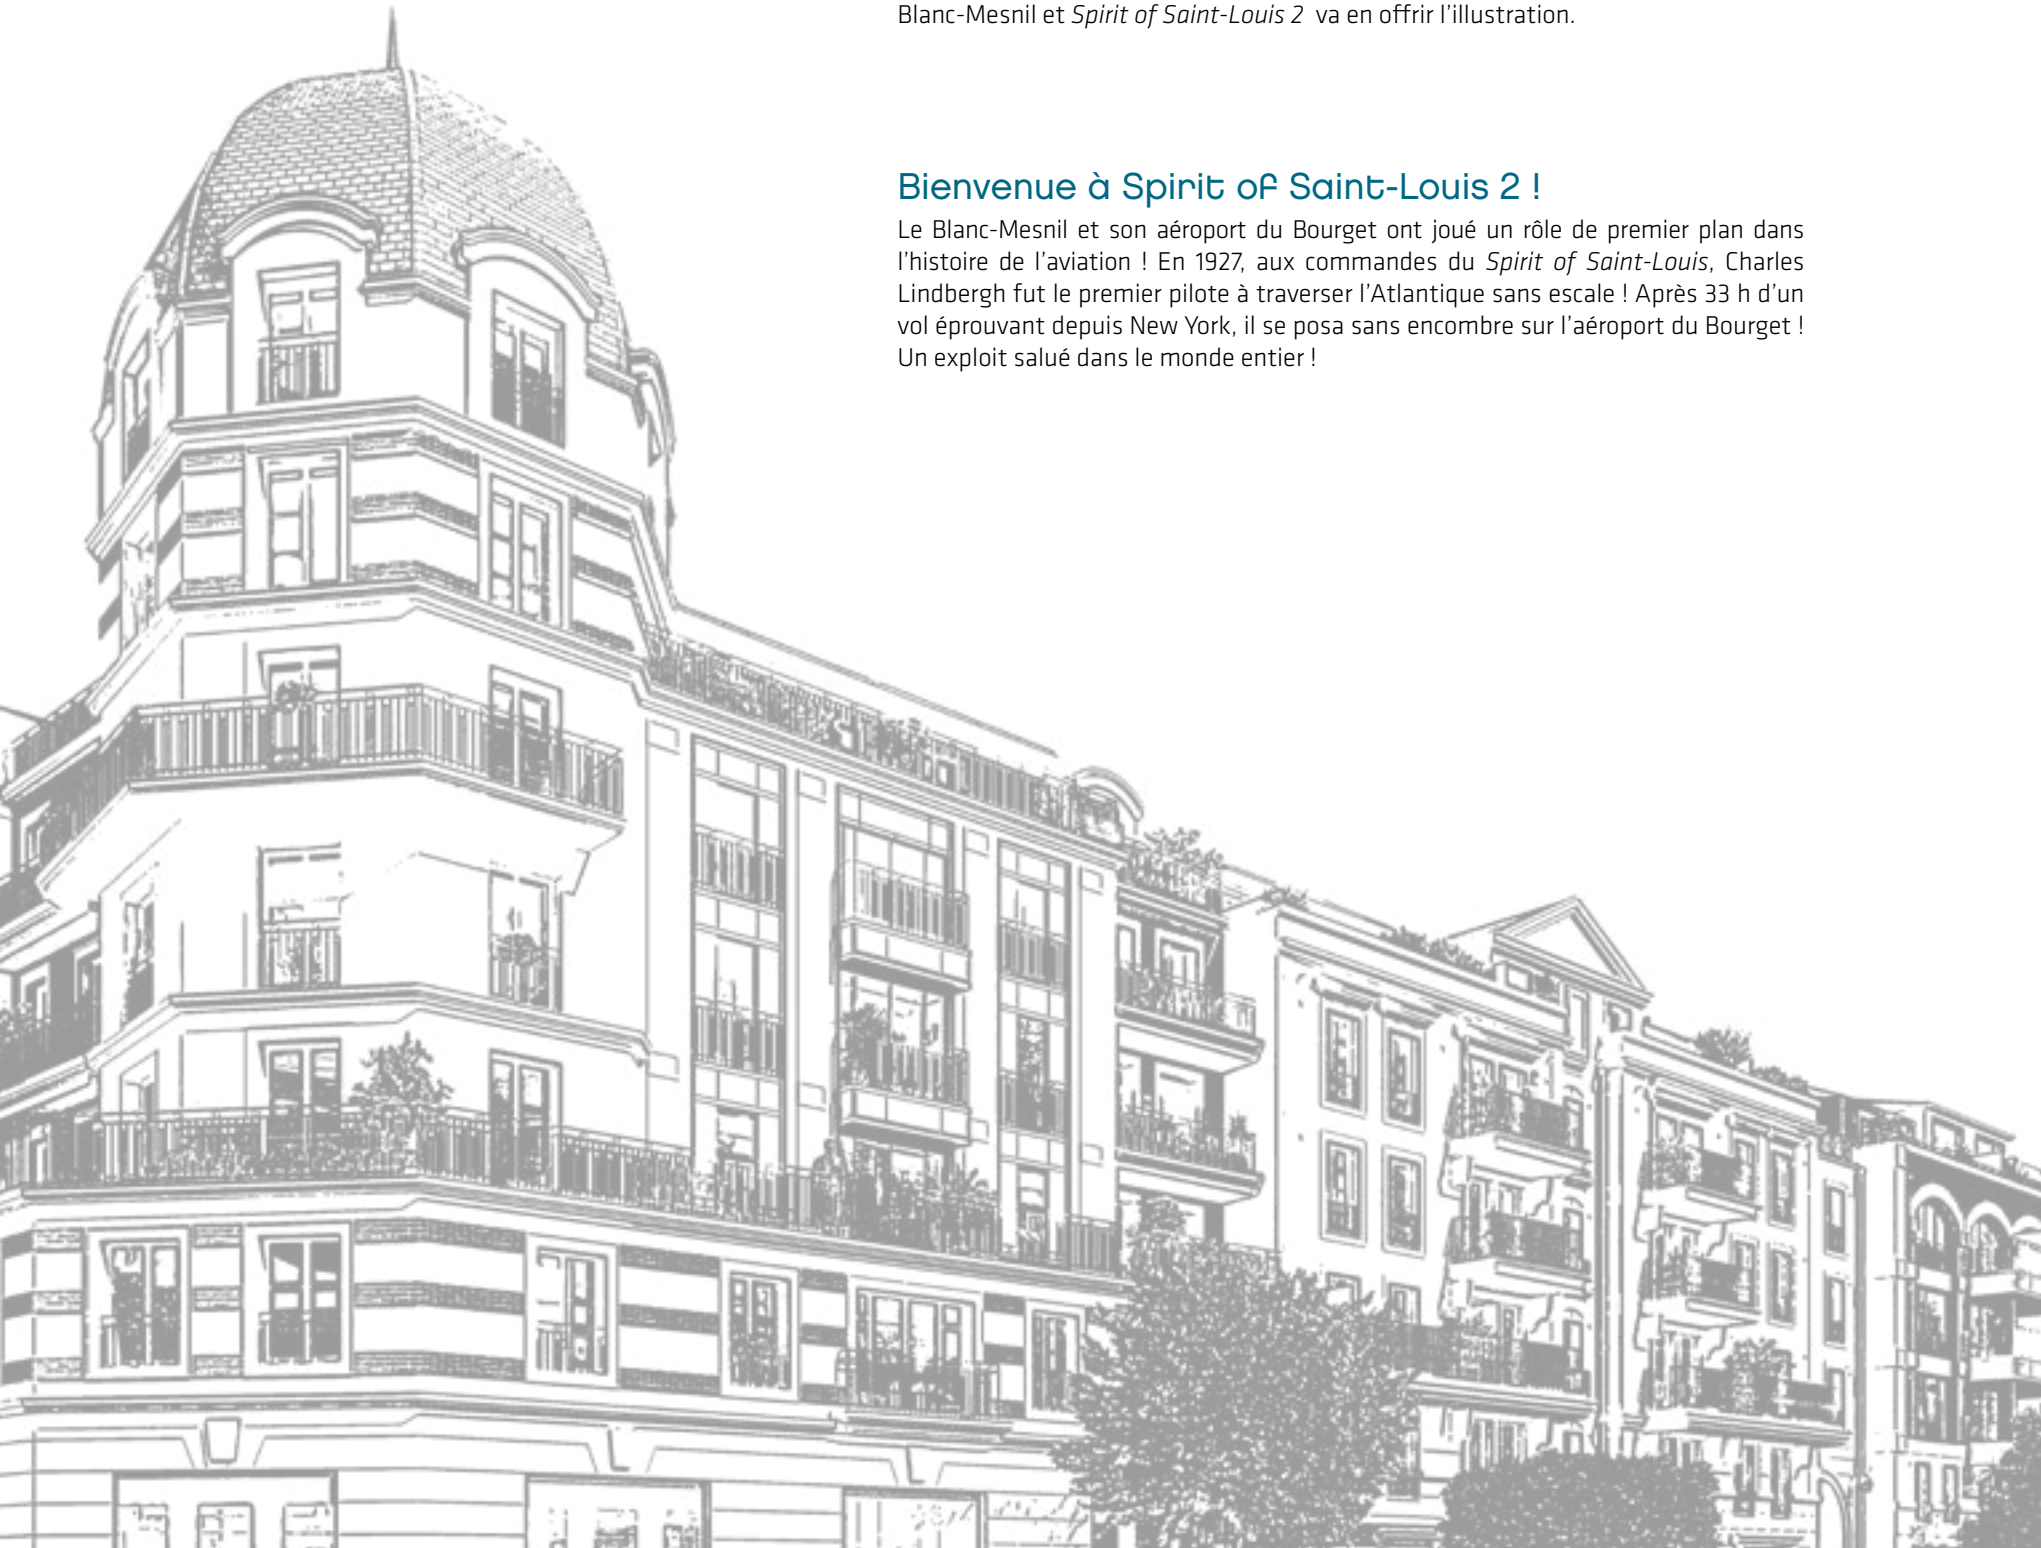 Blanc-Mesnil et Spirit of Saint-Louis 2 va en offrir l’illustration.
Bienvenue à Spirit of Saint-Louis 2 !
Le Blanc-Mesnil et son aéroport du Bourget ont joué un rôle de premier plan dans
l’histoire de l’aviation ! En 1927, aux commandes du Spirit of Saint-Louis, Charles
Lindbergh fut le premier pilote à traverser l’Atlantique sans escale ! Après 33 h d’un
vol éprouvant depuis New York, il se posa sans encombre sur l’aéroport du Bourget !
Un exploit salué dans le monde entier !